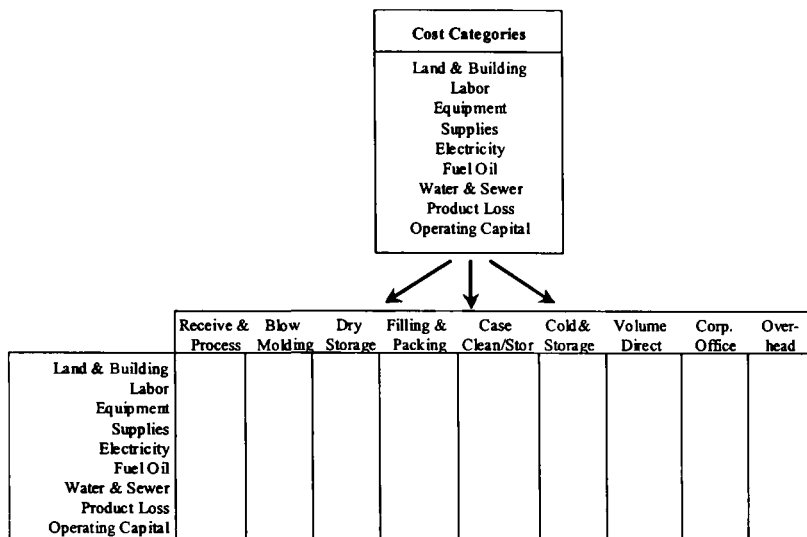 Cost Categories
Land & Building
Labor
Equipment
Supplies
Electricity
Fuel Oil
Water & Sewer
Product Loss
Operating Capital
Receive & Blow Dry Filling & Case Cold & Volume Corp. Over-
Process Molding Storage Packing Clean/Stor Storage Direct Office head
Land & Building
Labor
Equipment
Supplies
Electricity
Fuel Oil
Water & Sewer
Product Loss
Operating Capital